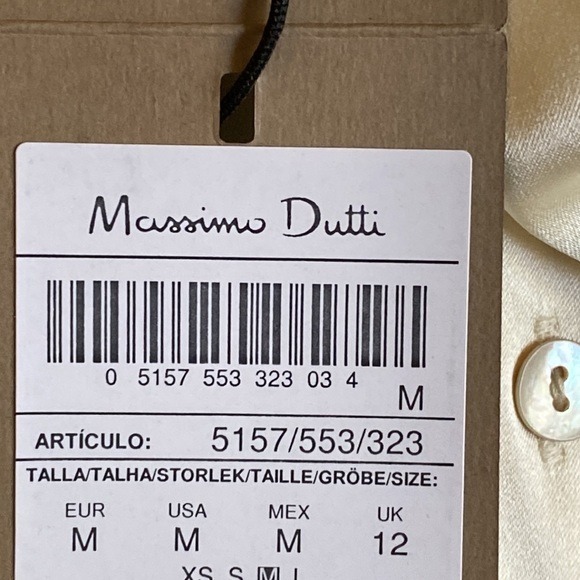 Massimo Dutti
0 5157 553 323 03 4
M
ARTÍCULO: 5157/553/323
TALLA/TALHA/STORLEK/TAILLE/GRÖBE/SIZE:
EUR USA MEX UK
M M M 12
XS S M L